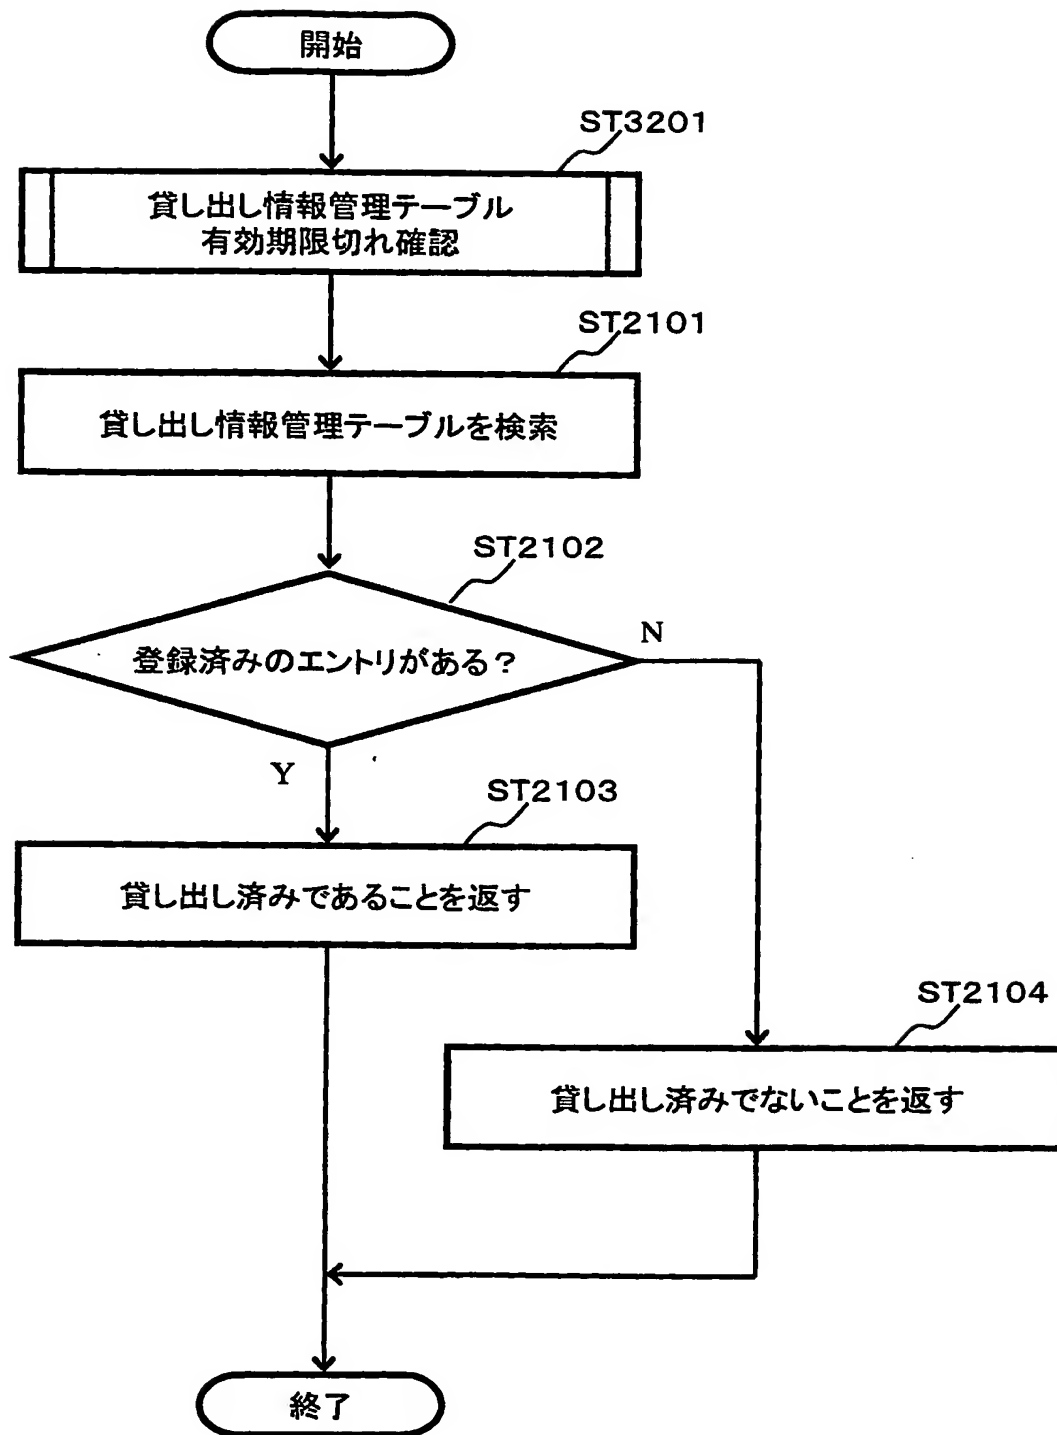 開始
ST3201
貸し出し情報管理テーブル
有効期限切れ確認
ST2101
貸し出し情報管理テーブルを検索
ST2102
登録済みのエントリがある?
N
Y
ST2103
貸し出し済みであることを返す
ST2104
貸し出し済みでないことを返す
終了